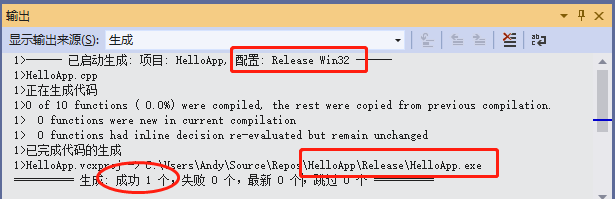 输出
显示输出来源(S): 生成
1>------ 已启动生成: 项目: HelloApp, 配置: Release Win32 ------
1>HelloApp.cpp
1>正在生成代码
1>0 of 10 functions ( 0.0%) were compiled, the rest were copied from previous compilation.
1>  0 functions were new in current compilation
1>  0 functions had inline decision re-evaluated but remain unchanged
1>已完成代码的生成
1>HelloApp.vcxproj -> C:\Users\Andy\Source\Repos\HelloApp\Release\HelloApp.exe
========== 生成: 成功 1 个，失败 0 个，最新 0 个，跳过 0 个 ==========